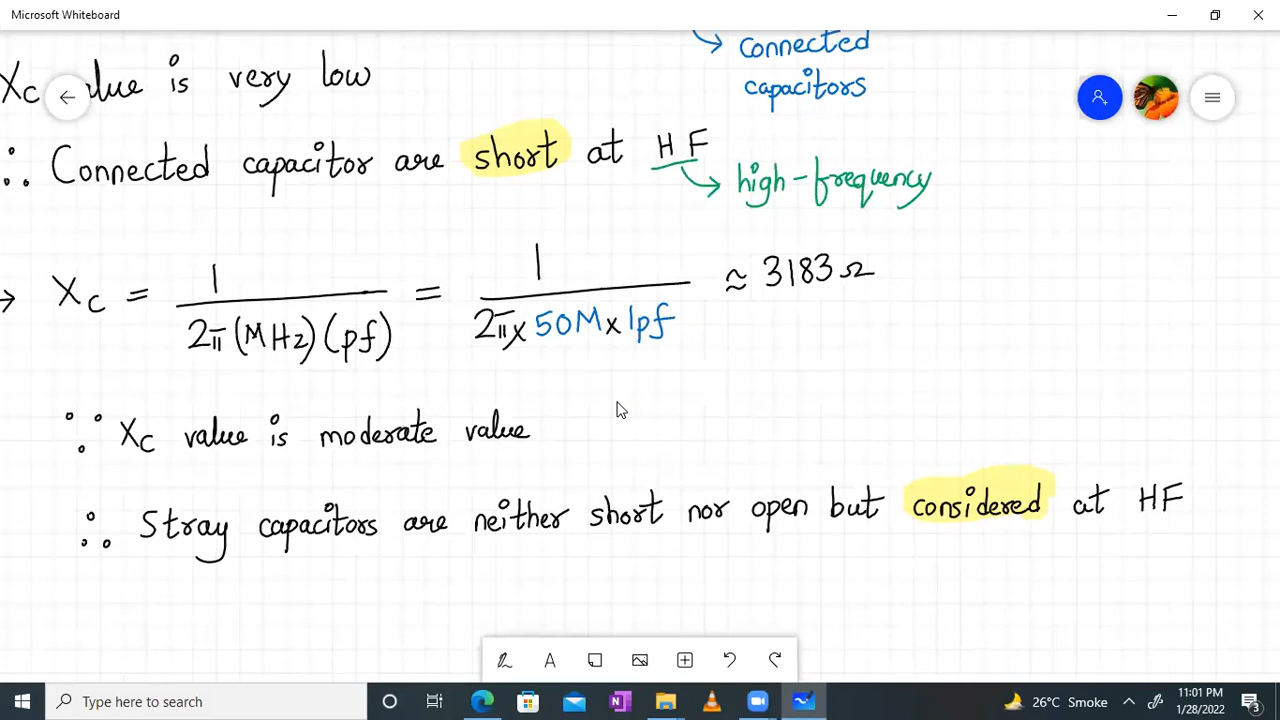 Microsoft Whiteboard
connected
capacitors
Xc value is very low
∴ Connected capacitor are short at HF
high-frequency
Xc = 1 / 2π(MHz)(pf) = 1 / 2π x 50M x 1pf ≈ 3183Ω
∵ Xc value is moderate value
∴ Stray capacitors are neither short nor open but considered at HF
Type here to search
26°C Smoke
11:01 PM
1/28/2022
3